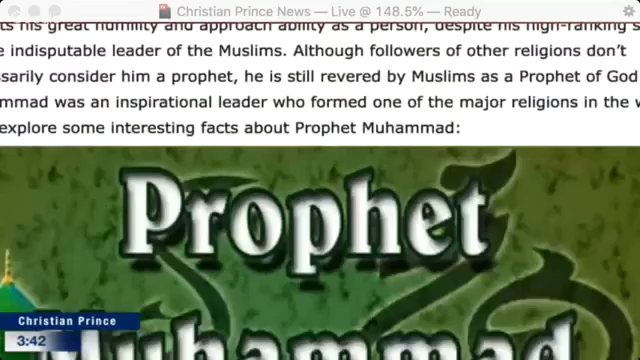 Christian Prince News — Live @ 148.5% — Ready
ts his great humility and approach ability as a person, despite his high-ranking s
e indisputable leader of the Muslims. Although followers of other religions don't
ssarily consider him a prophet, he is still revered by Muslims as a Prophet of God
mmad was an inspirational leader who formed one of the major religions in the w
explore some interesting facts about Prophet Muhammad:
Prophet
Muhammad
Christian Prince
3:42